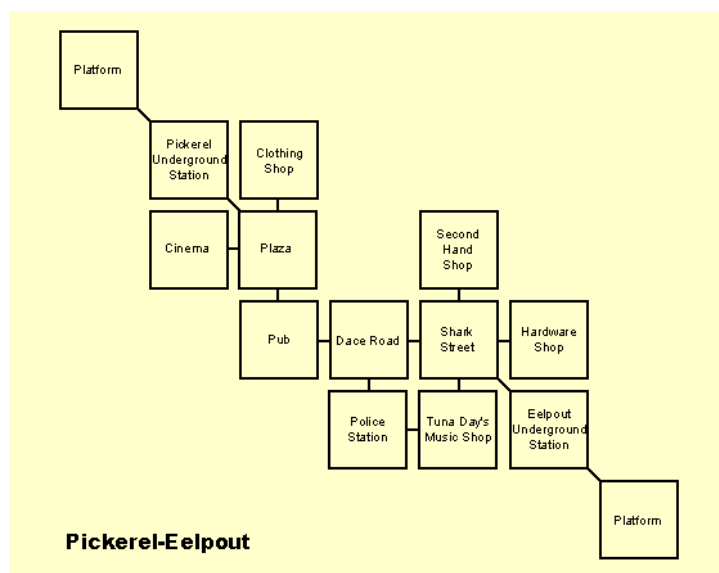 Platform
Pickerel
Underground
Station
Clothing
Shop
Cinema
Plaza
Second
Hand
Shop
Pub
Dace Road
Shark
Street
Hardware
Shop
Police
Station
Tuna Day's
Music Shop
Eelpout
Underground
Station
Platform
Pickerel-Eelpout